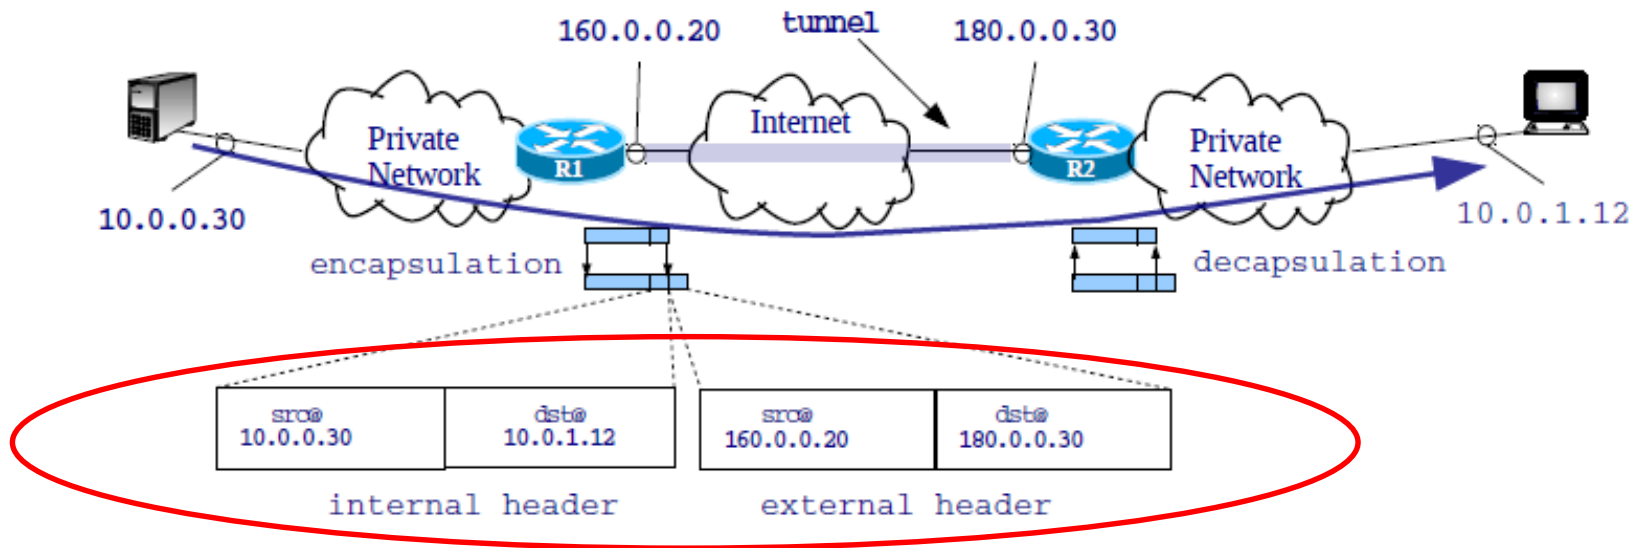 160.0.0.20
tunnel
180.0.0.30
Private
Network
R1
Internet
R2
Private
Network
10.0.0.30
10.0.1.12
encapsulation
decapsulation
src@
10.0.0.30
dst@
10.0.1.12
src@
160.0.0.20
dst@
180.0.0.30
internal header
external header